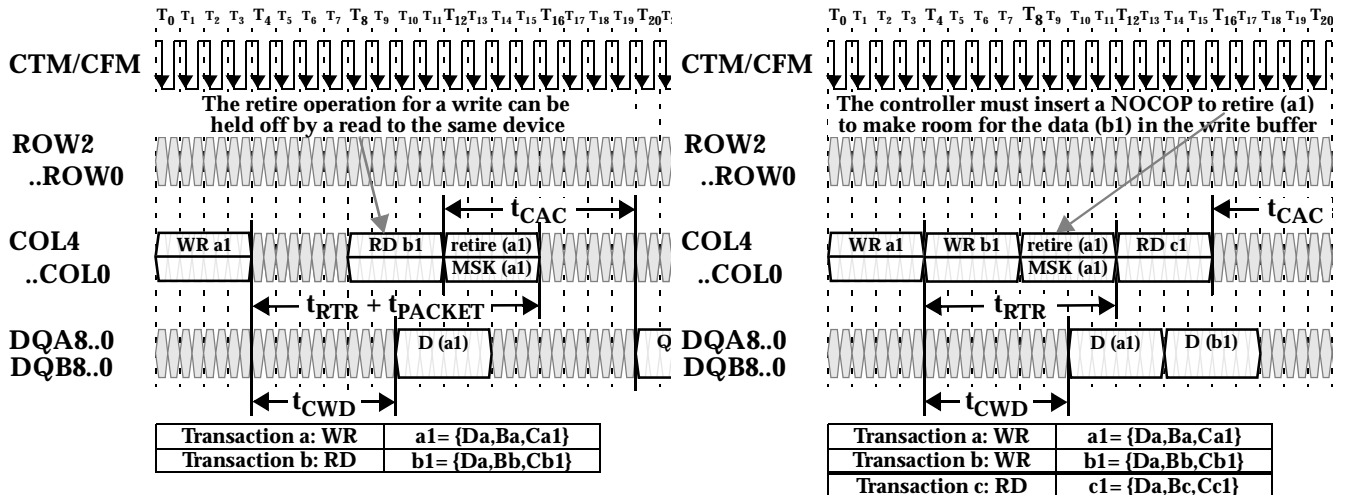 T0 T1 T2 T3 T4 T5 T6 T7 T8 T9 T10 T11 T12 T13 T14 T15 T16 T17 T18 T19 T20
CTM/CFM
The retire operation for a write can be
held off by a read to the same device
ROW2
..ROW0
tCAC
COL4
..COL0
WR a1
RD b1
retire (a1)
MSK (a1)
tRTR + tPACKET
DQA8..0
DQB8..0
D (a1)
Q
tCWD
Transaction a: WR a1= {Da,Ba,Ca1}
Transaction b: RD b1= {Da,Bb,Cb1}
T0 T1 T2 T3 T4 T5 T6 T7 T8 T9 T10 T11 T12 T13 T14 T15 T16 T17 T18 T19 T20
CTM/CFM
The controller must insert a NOCOP to retire (a1)
to make room for the data (b1) in the write buffer
ROW2
..ROW0
tCAC
COL4
..COL0
WR a1
WR b1
retire (a1)
MSK (a1)
RD c1
tRTR
DQA8..0
DQB8..0
D (a1)
D (b1)
tCWD
Transaction a: WR a1= {Da,Ba,Ca1}
Transaction b: WR b1= {Da,Bb,Cb1}
Transaction c: RD c1= {Da,Bc,Cc1}